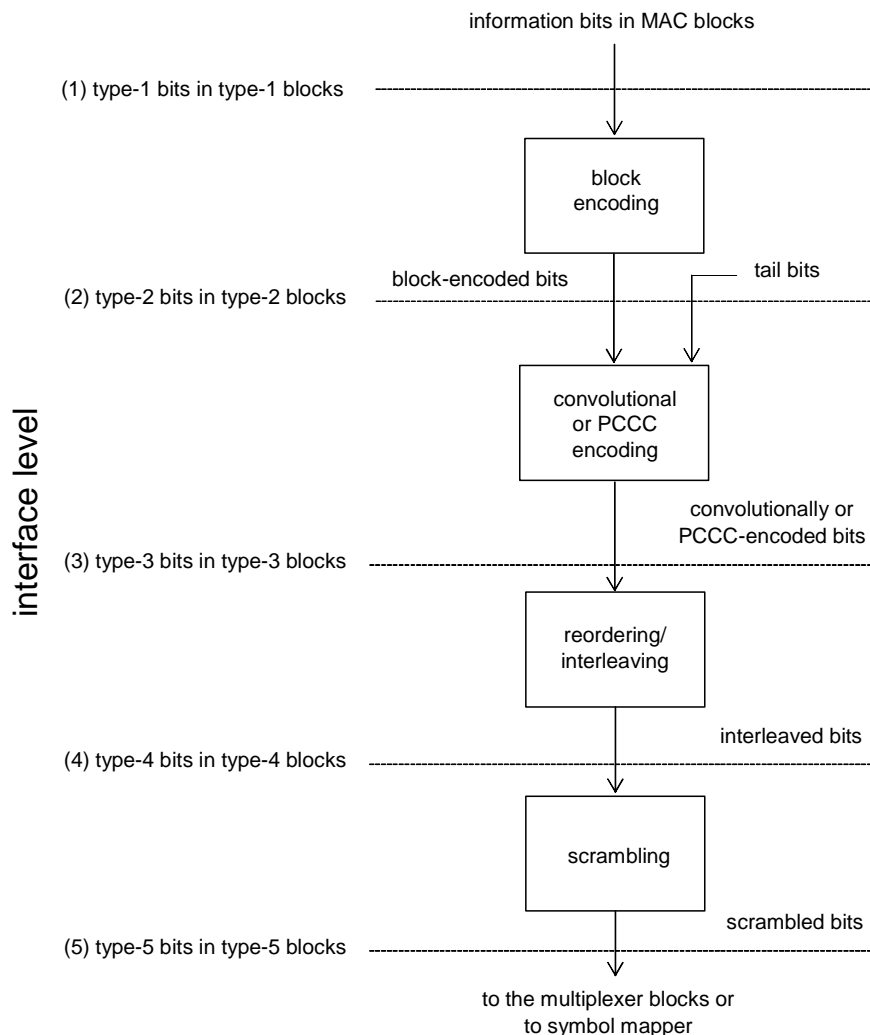 information bits in MAC blocks
(1) type-1 bits in type-1 blocks
block
encoding
block-encoded bits
tail bits
(2) type-2 bits in type-2 blocks
convolutional
or PCCC
encoding
interface level
convolutionally or
PCCC-encoded bits
(3) type-3 bits in type-3 blocks
reordering/
interleaving
interleaved bits
(4) type-4 bits in type-4 blocks
scrambling
scrambled bits
(5) type-5 bits in type-5 blocks
to the multiplexer blocks or
to symbol mapper